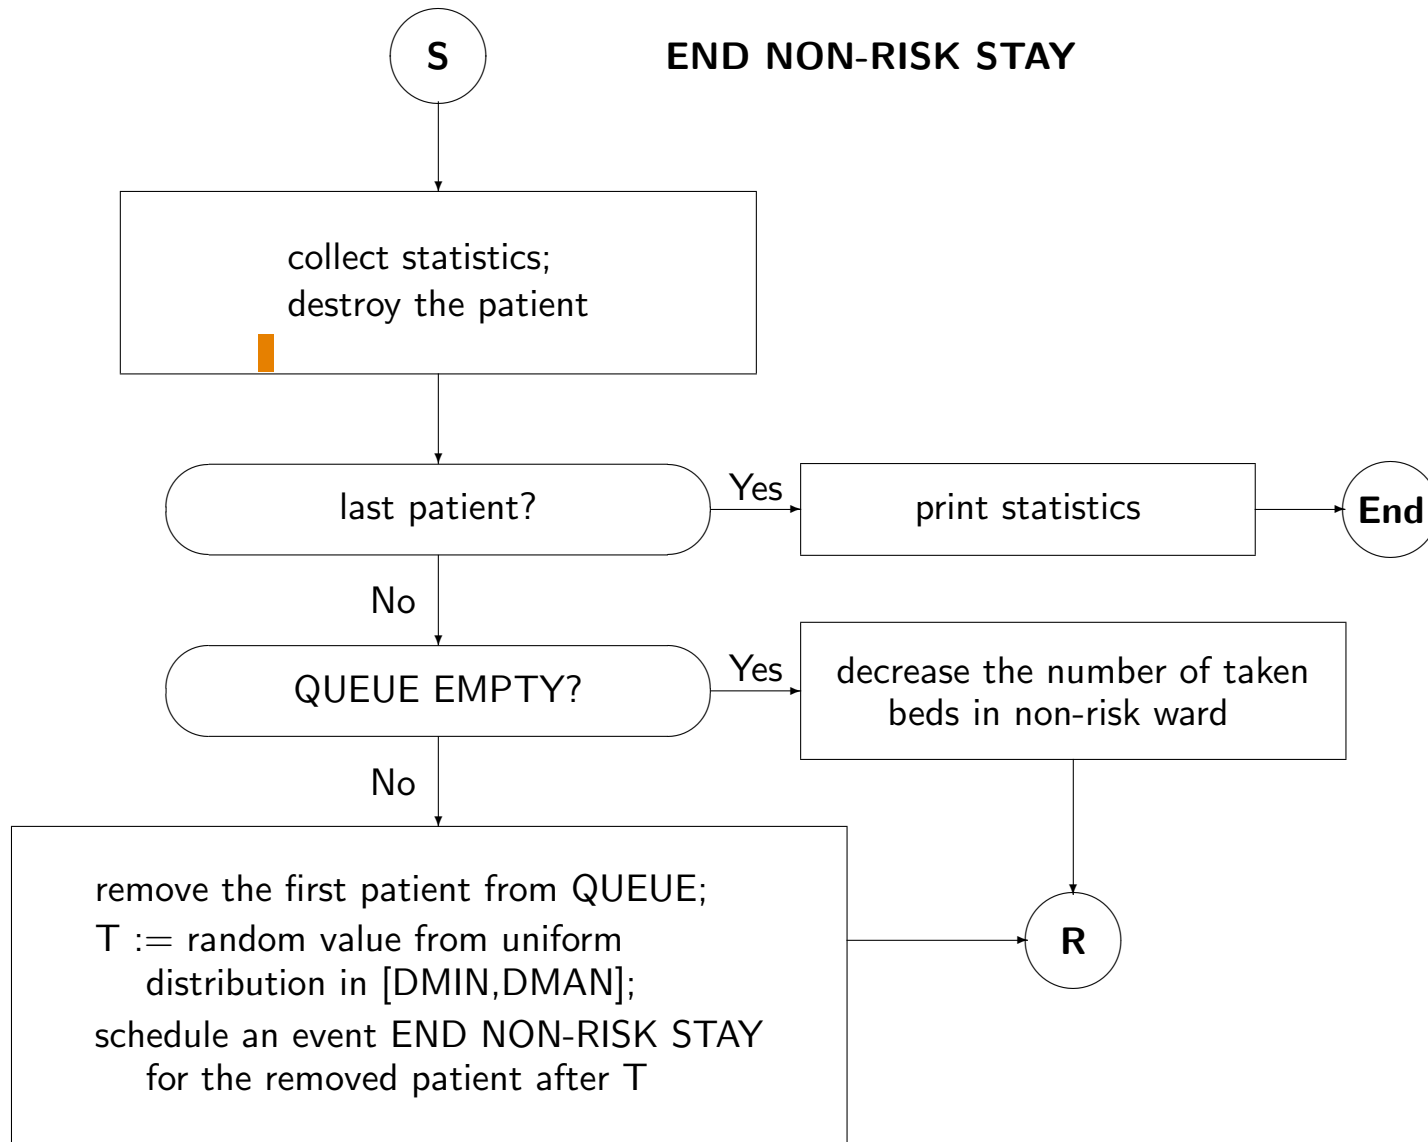 S
END NON-RISK STAY
collect statistics;
destroy the patient
last patient?
Yes
print statistics
End
No
QUEUE EMPTY?
Yes
decrease the number of taken
beds in non-risk ward
No
remove the first patient from QUEUE;
T := random value from uniform
distribution in [DMIN,DMAN];
schedule an event END NON-RISK STAY
for the removed patient after T
R